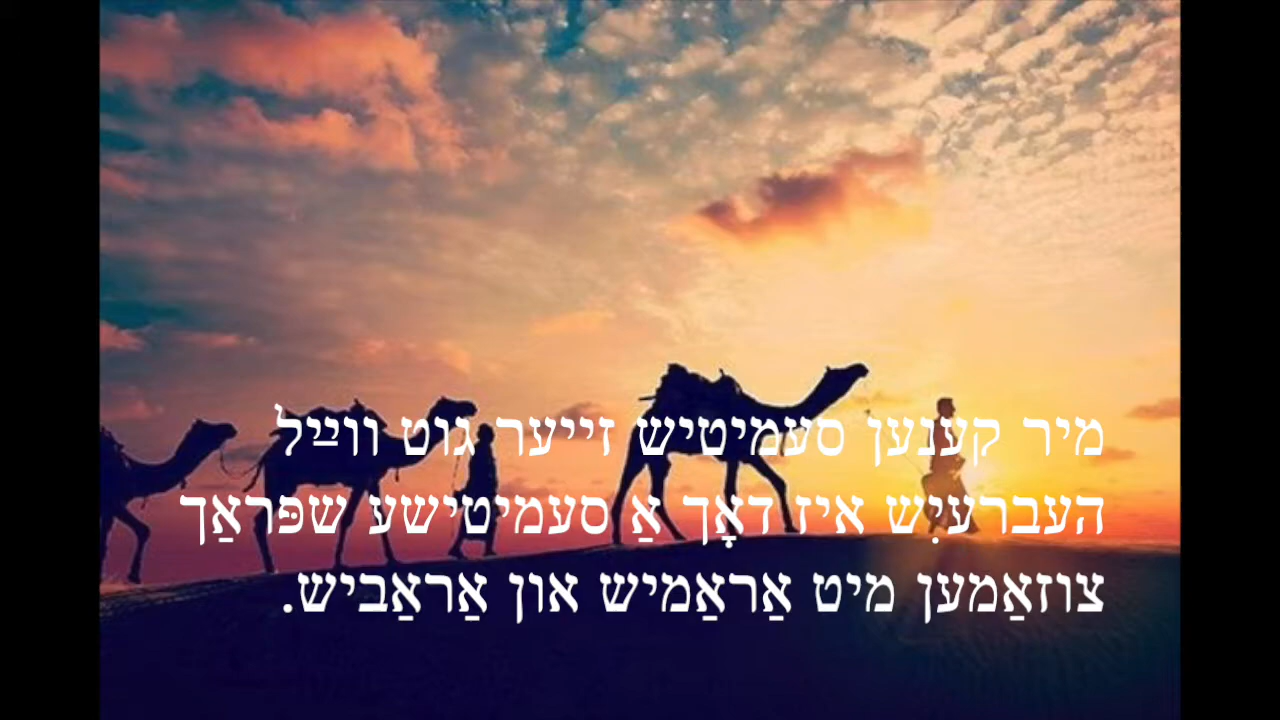 מיר קענען סעמיטיש זייער גוט ווײַל
העברעיִש איז דאָך אַ סעמיטישע שפּראַך
צוזאַמען מיט אַראַמיש און אַראַביש.